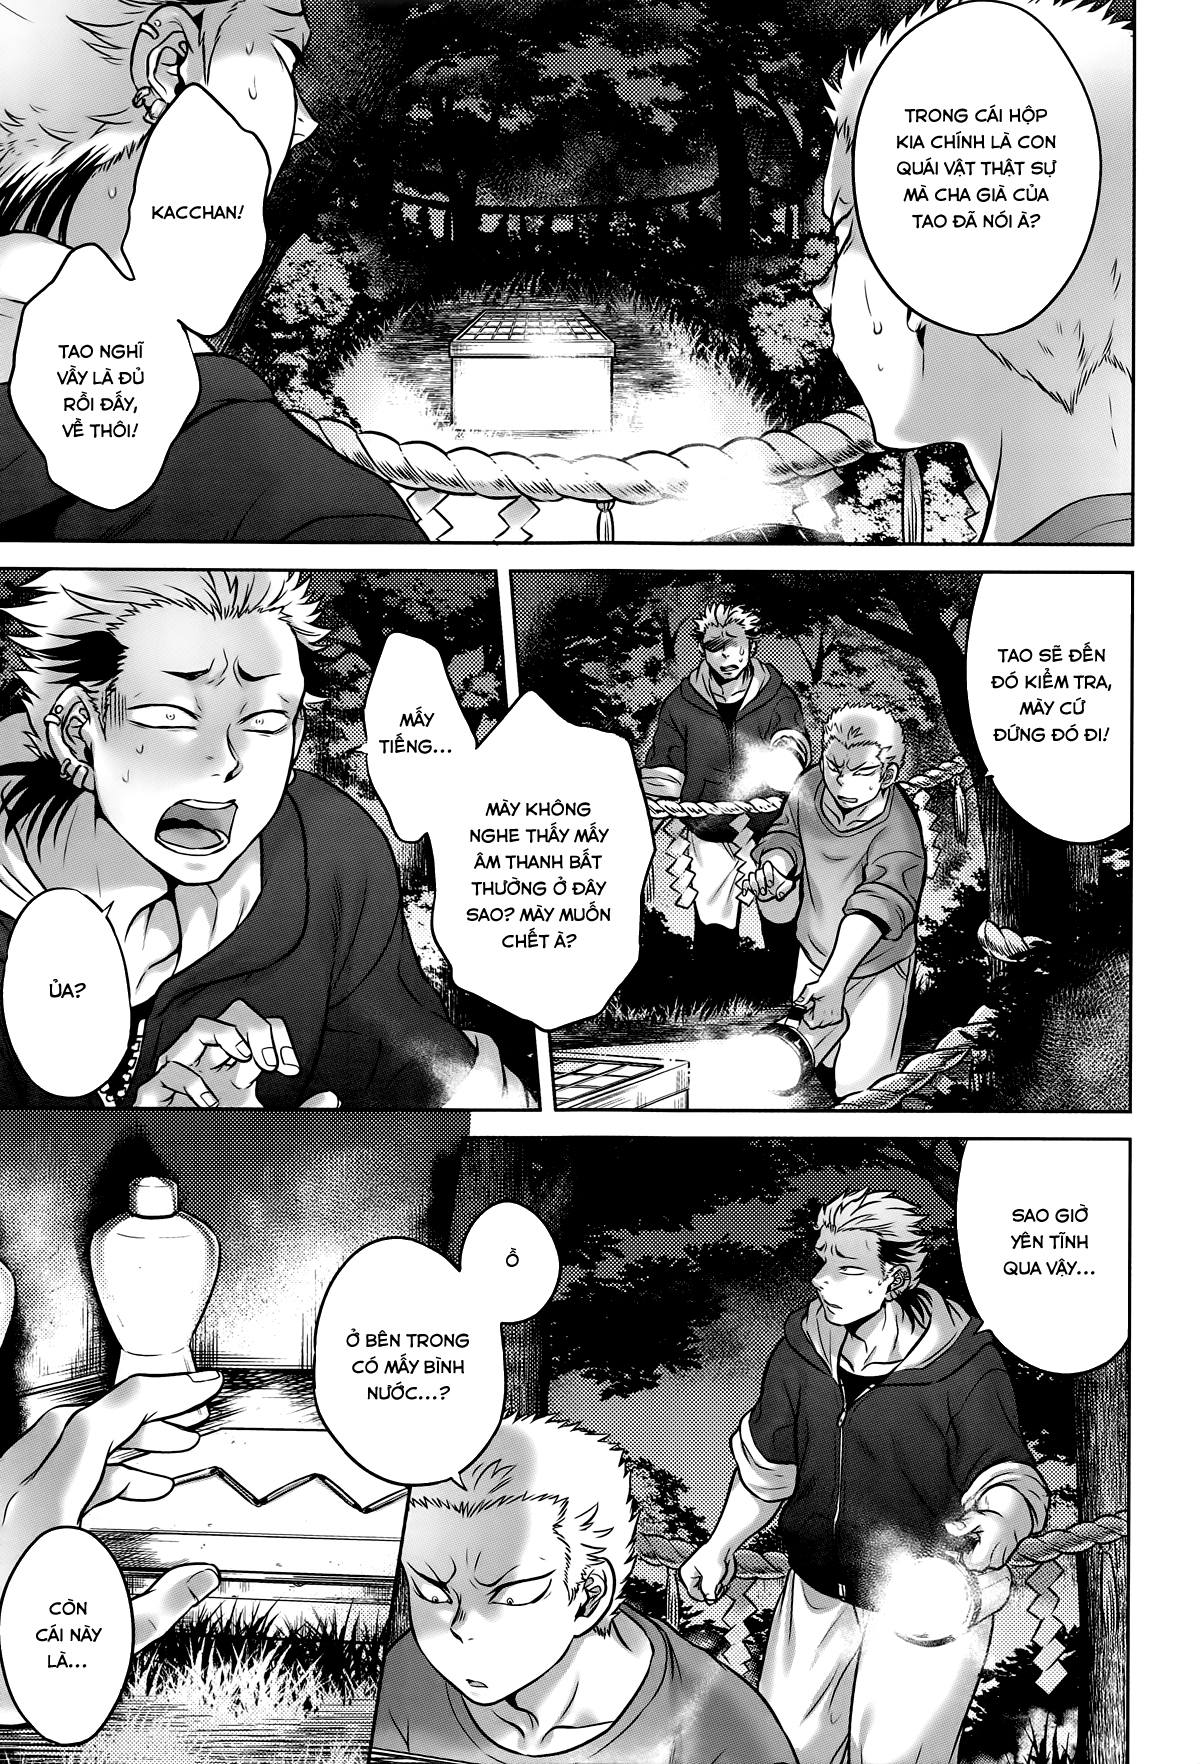 TRONG CÁI HỘP
KIA CHÍNH LÀ CON
QUÁI VẬT THẬT SỰ
MÀ CHA GIÀ CỦA
TAO ĐÃ NÓI À?
KACCHAN!
TAO NGHĨ
VẦY LÀ ĐỦ
RỒI ĐẤY,
VỀ THÔI!
TAO SẼ ĐẾN
ĐÓ KIỂM TRA,
MÀY CỨ
ĐỨNG ĐÓ ĐI!
MÀY KHÔNG
NGHE THẤY MẤY
ÂM THANH BẤT
THƯỜNG Ở ĐÂY
SAO? MÀY MUỐN
CHẾT À?
MẤY
TIẾNG...
ỦA?
SAO GIỜ
YÊN TĨNH
QUA VẬY...
Ồ
Ở BÊN TRONG
CÓ MẤY BÌNH
NƯỚC...?
CÒN
CÁI NÀY
LÀ...